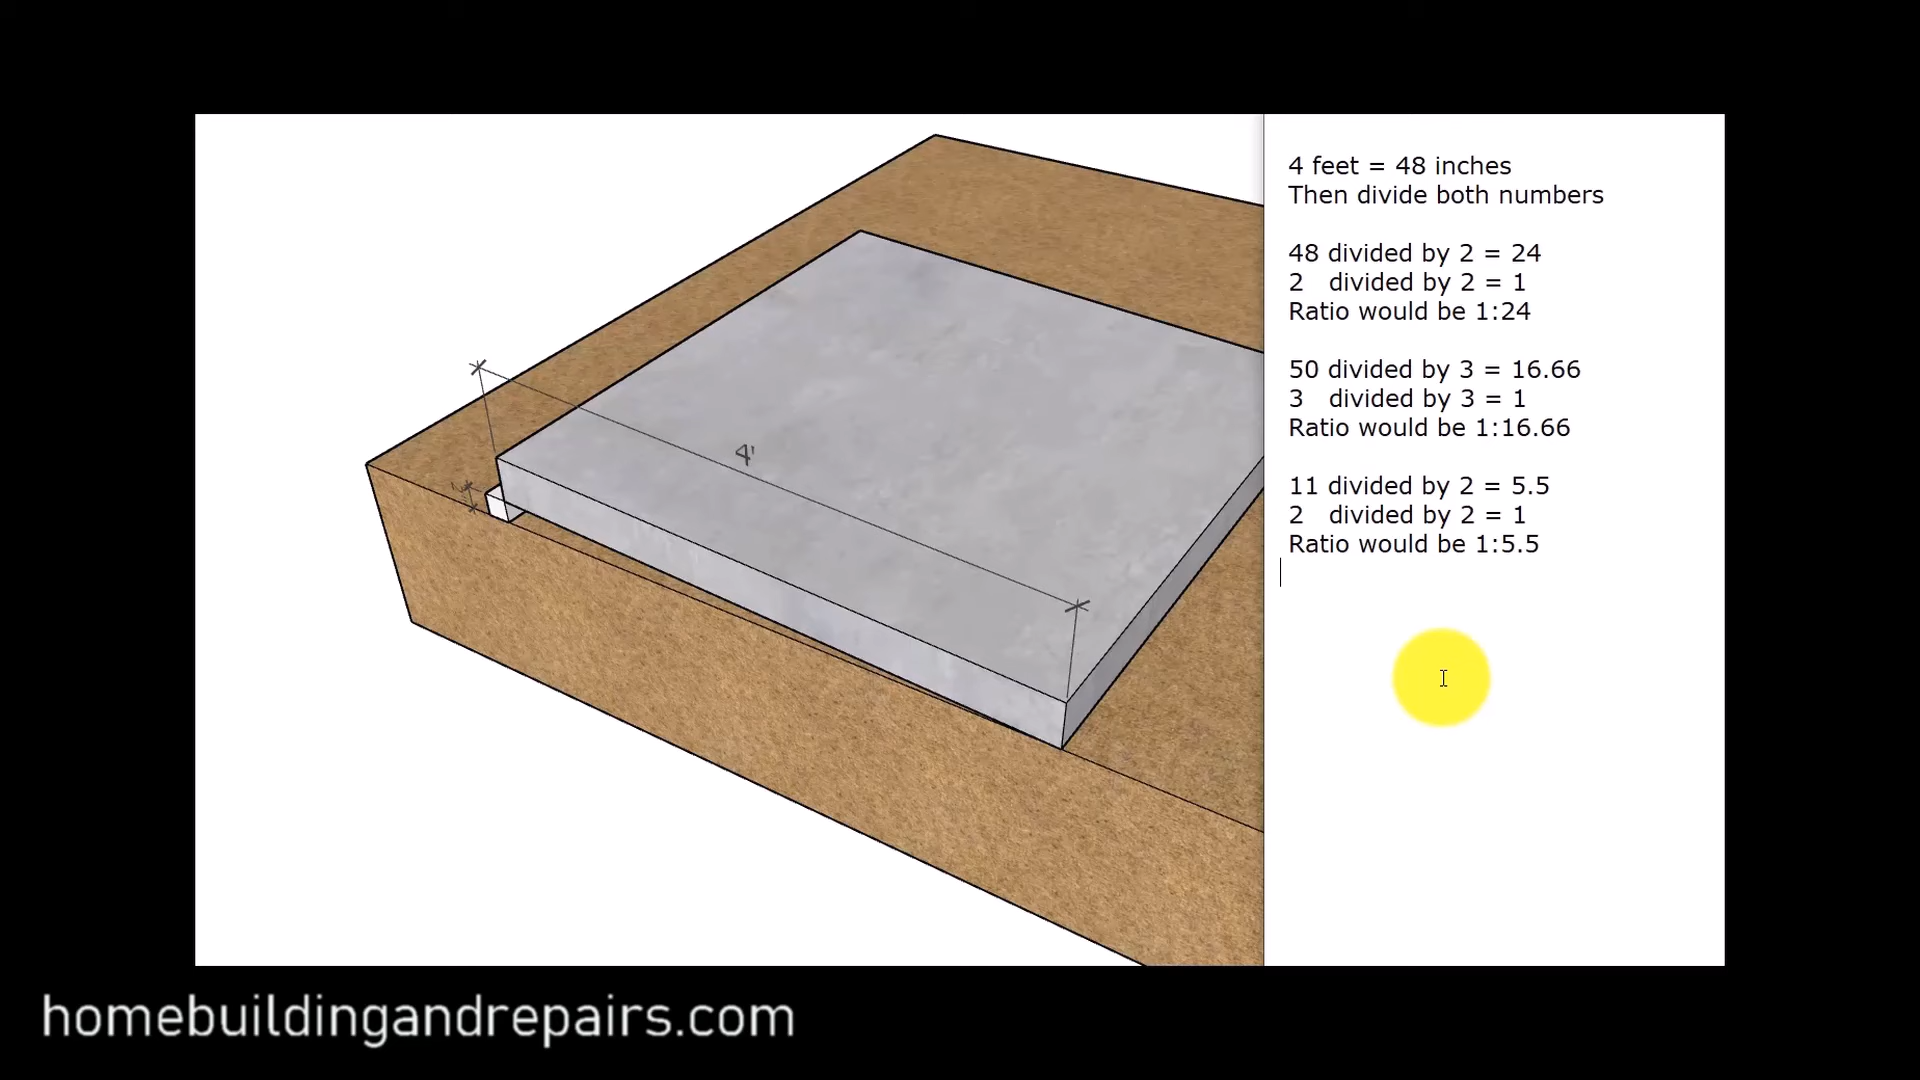 4 feet = 48 inches
Then divide both numbers
48 divided by 2 = 24
2 divided by 2 = 1
Ratio would be 1:24
50 divided by 3 = 16.66
3 divided by 3 = 1
Ratio would be 1:16.66
11 divided by 2 = 5.5
2 divided by 2 = 1
Ratio would be 1:5.5
4'
homebuildingandrepairs.com